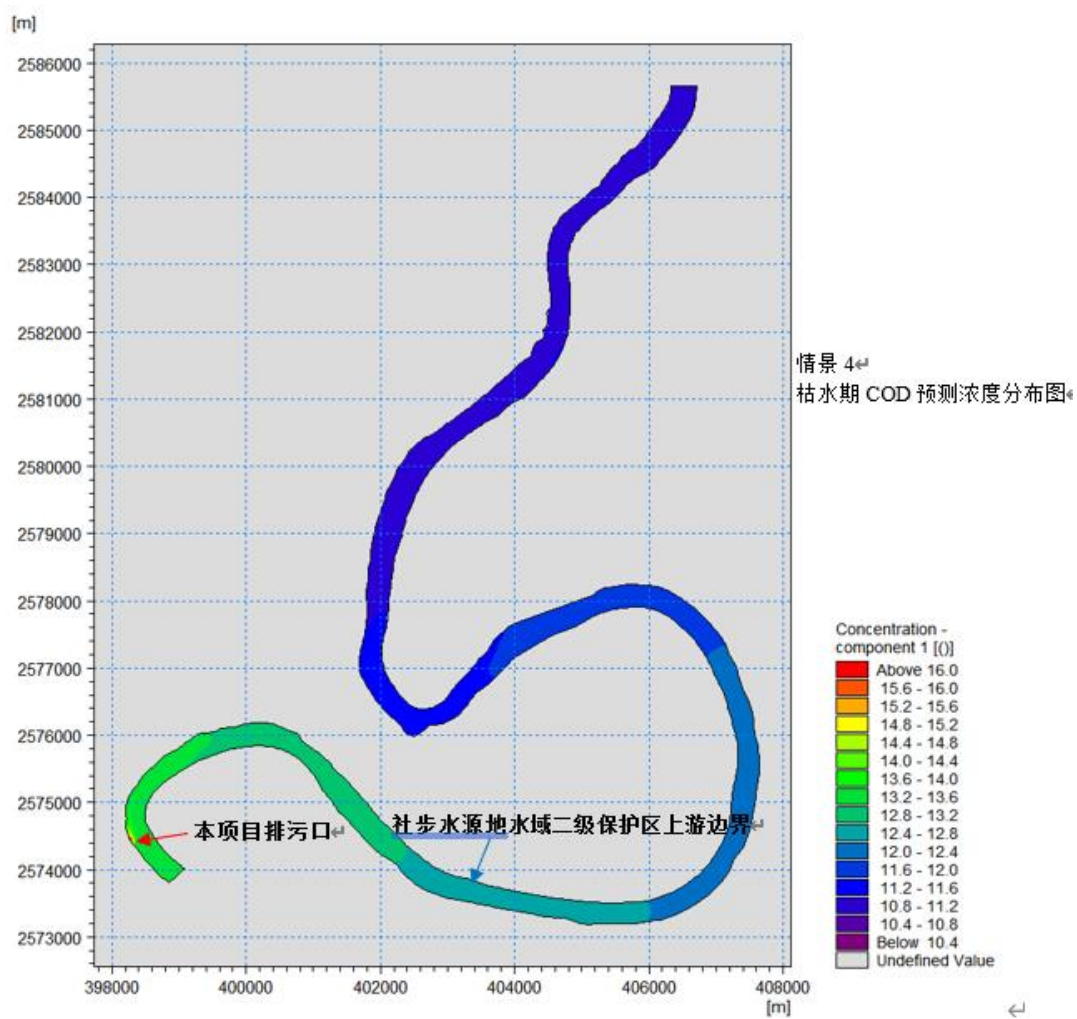 [m]
2586000
2585000
2584000
2583000
2582000
2581000
2580000
2579000
2578000
2577000
2576000
2575000
2574000
2573000
398000 400000 402000 404000 406000 408000
[m]
情景 4↵
枯水期 COD 预测浓度分布图↵
本项目排污口↵
社步水源地水域二级保护区上游边界↵
Concentration -
component 1 [()]
Above 16.0
15.6 - 16.0
15.2 - 15.6
14.8 - 15.2
14.4 - 14.8
14.0 - 14.4
13.6 - 14.0
13.2 - 13.6
12.8 - 13.2
12.4 - 12.8
12.0 - 12.4
11.6 - 12.0
11.2 - 11.6
10.8 - 11.2
10.4 - 10.8
Below 10.4
Undefined Value
↵